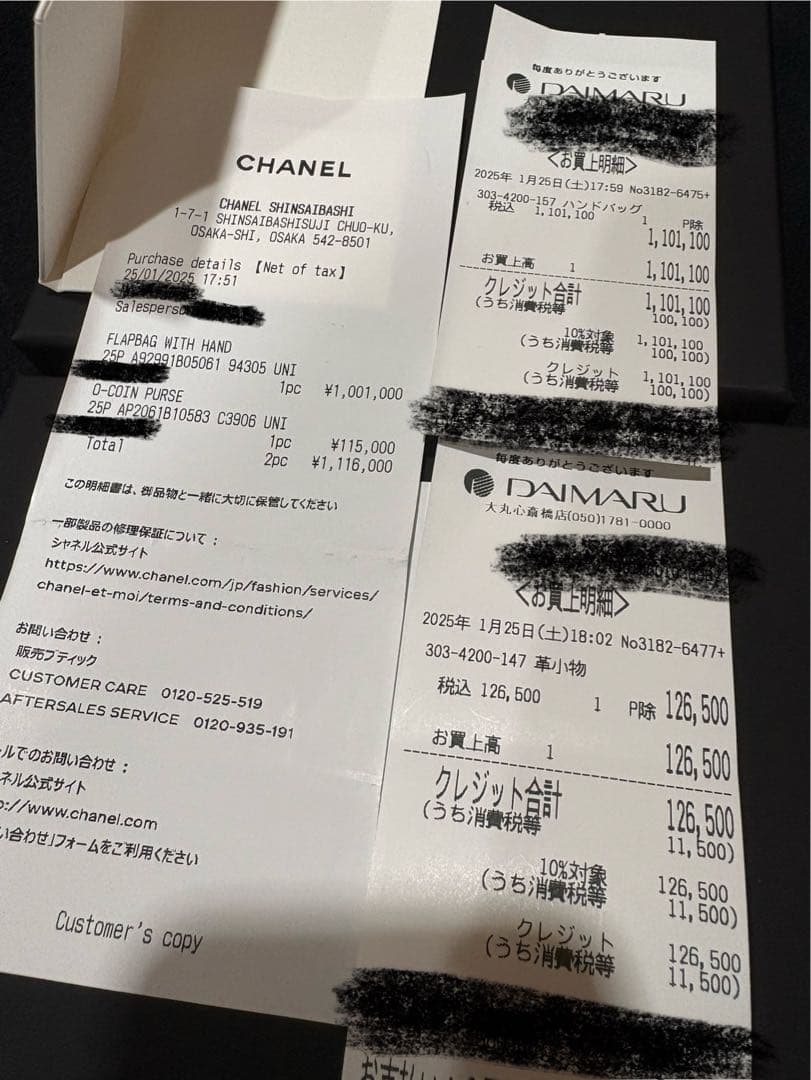 CHANEL
CHANEL SHINSAIBASHI
1-7-1 SHINSAIBASHISUJI CHUO-KU,
OSAKA-SHI, OSAKA 542-8501
Purchase details 【Net of tax】
25/01/2025 17:51
FLAPBAG WITH HAND
25P A92991B05061 94305 UNI
1pc ¥1,001,000
O-COIN PURSE
25P AP2061B10583 C3906 UNI
1pc ¥115,000
Total 2pc ¥1,116,000
この明細書は、御品物と一緒に大切に保管してください
一部製品の修理保証について:
シャネル公式サイト
https://www.chanel.com/jp/fashion/services/
chanel-et-moi/terms-and-conditions/
お問い合わせ:
販売ブティック
CUSTOMER CARE 0120-525-519
AFTERSALES SERVICE 0120-935-191
ールでのお問い合わせ:
ャネル公式サイト
://www.chanel.com
い合わせ」フォームをご利用ください
Customer's copy
毎度ありがとうございます
DAIMARU
<お買上明細>
2025年 1月25日(土)17:59 No3182-6475+
303-4200-157 ハンドバッグ
税込 1,101,100 1 P除 1,101,100
お買上高 1 1,101,100
クレジット合計 1,101,100
(うち消費税等 100,100)
10%対象 1,101,100
(うち消費税等 100,100)
クレジット 1,101,100
(うち消費税等 100,100)
毎度ありがとうございます
DAIMARU
大丸心斎橋店(050)1781-0000
<お買上明細>
2025年 1月25日(土)18:02 No3182-6477+
303-4200-147 革小物
税込 126,500 1 P除 126,500
お買上高 1 126,500
クレジット合計 126,500
(うち消費税等 11,500)
10%対象 126,500
(うち消費税等 11,500)
クレジット 126,500
(うち消費税等 11,500)